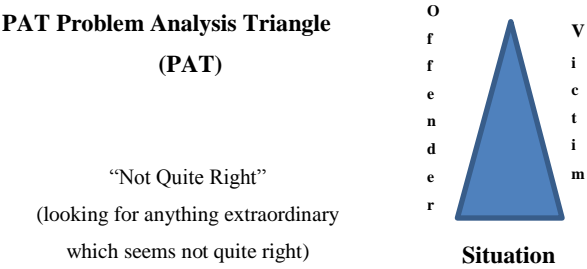 PAT Problem Analysis Triangle
(PAT)
“Not Quite Right”
(looking for anything extraordinary
which seems not quite right)
Offender
Victim
Situation